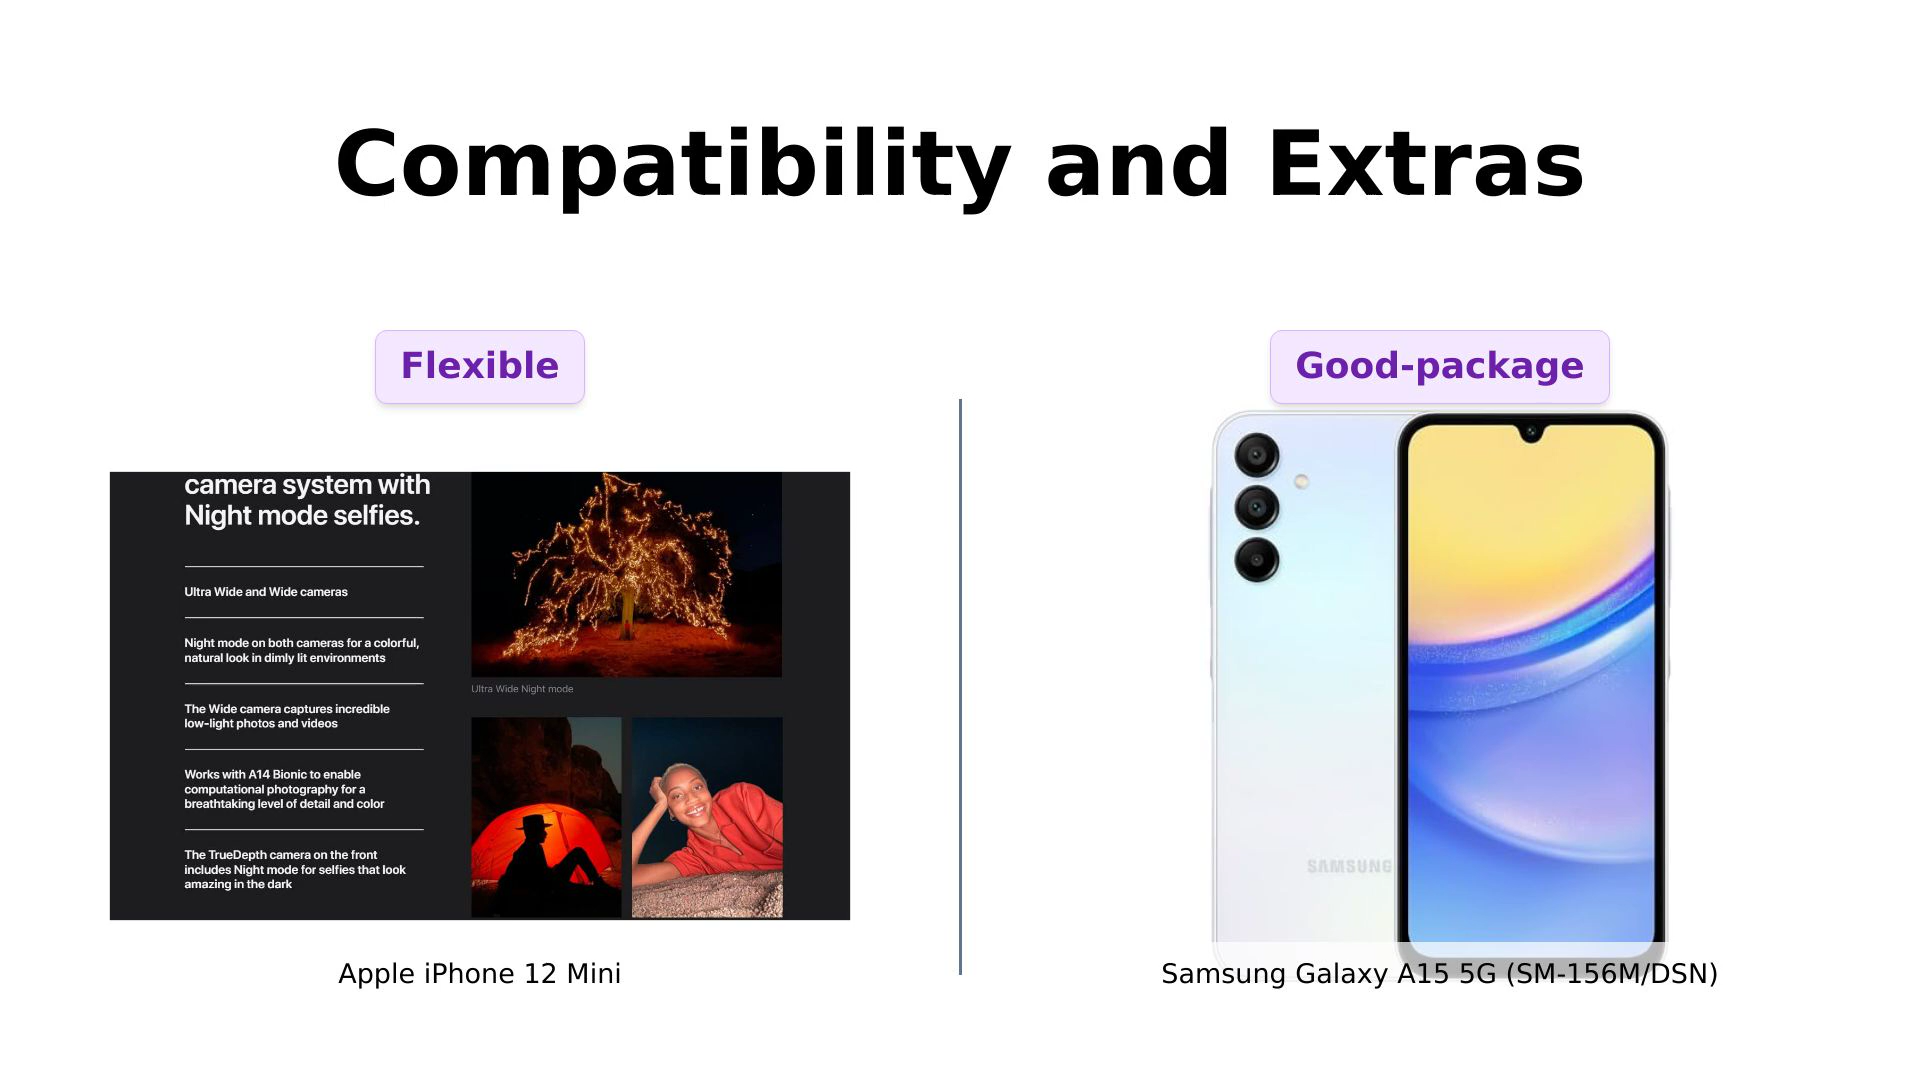 Compatibility and Extras
Flexible
camera system with
Night mode selfies.
Ultra Wide and Wide cameras
Night mode on both cameras for a colorful,
natural look in dimly lit environments
The Wide camera captures incredible
low-light photos and videos
Works with A14 Bionic to enable
computational photography for a
breathtaking level of detail and color
The TrueDepth camera on the front
includes Night mode for selfies that look
amazing in the dark
Ultra Wide Night mode
Apple iPhone 12 Mini
Good-package
SAMSUNG
Samsung Galaxy A15 5G (SM-156M/DSN)